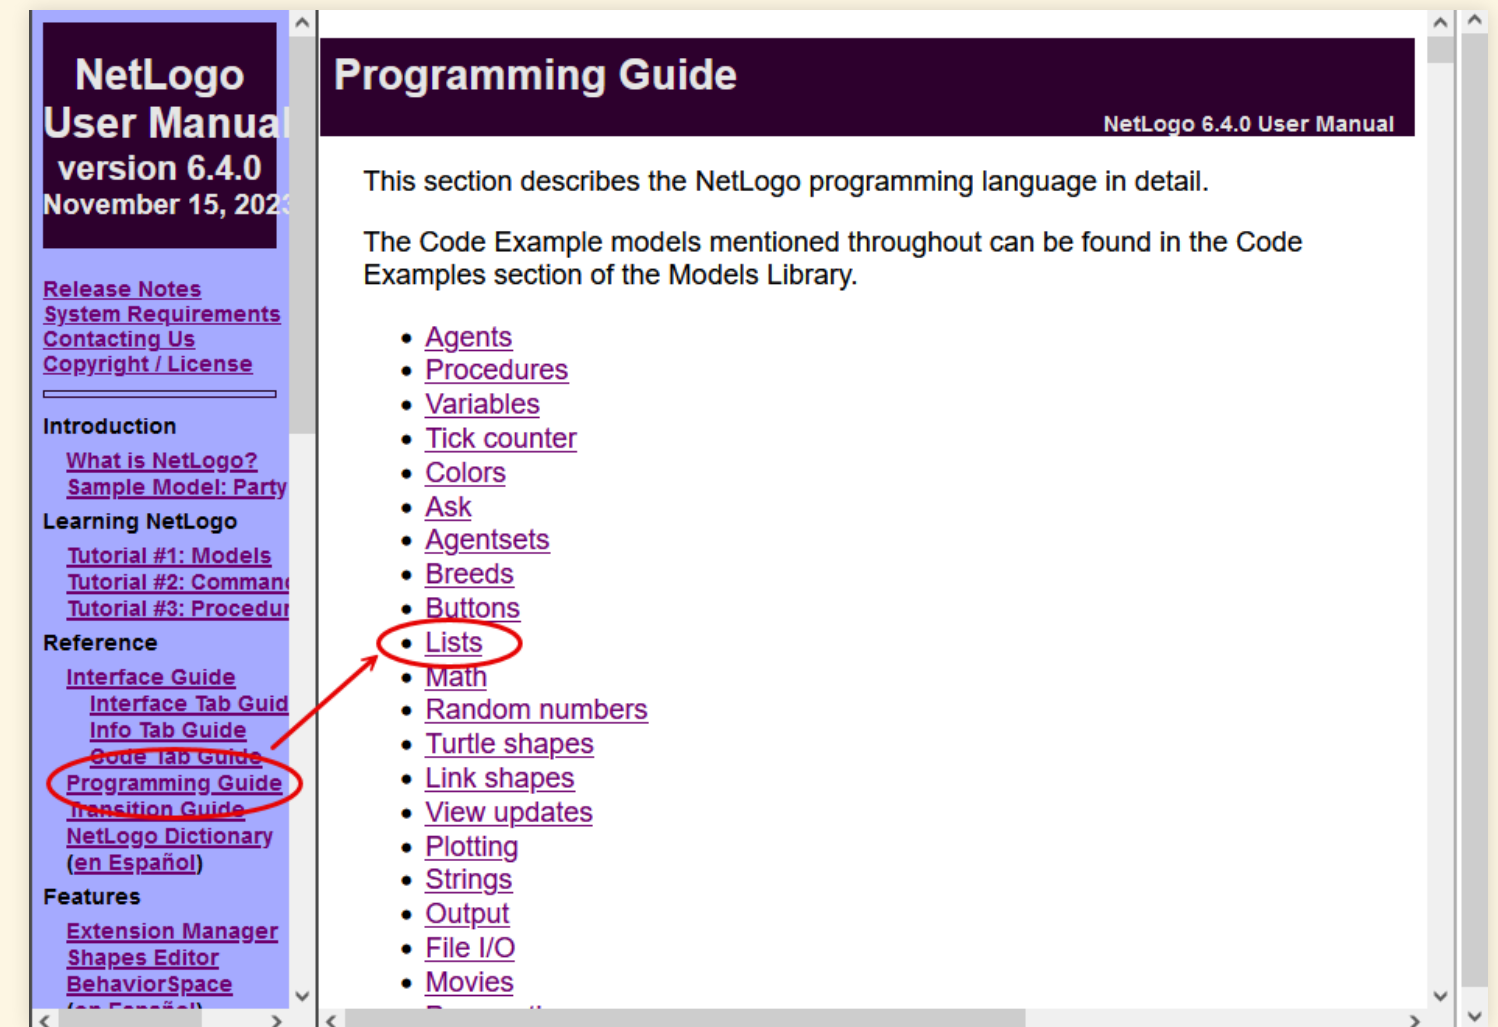 NetLogo
User Manual
version 6.4.0
November 15, 2023
Release Notes
System Requirements
Contacting Us
Copyright / License
Introduction
What is NetLogo?
Sample Model: Party
Learning NetLogo
Tutorial #1: Models
Tutorial #2: Comman
Tutorial #3: Procedur
Reference
Interface Guide
Interface Tab Guid
Info Tab Guide
Code Tab Guide
Programming Guide
Transition Guide
NetLogo Dictionary
(en Español)
Features
Extension Manager
Shapes Editor
BehaviorSpace
(en Español)
Programming Guide
NetLogo 6.4.0 User Manual
This section describes the NetLogo programming language in detail.
The Code Example models mentioned throughout can be found in the Code
Examples section of the Models Library.
Agents
Procedures
Variables
Tick counter
Colors
Ask
Agentsets
Breeds
Buttons
Lists
Math
Random numbers
Turtle shapes
Link shapes
View updates
Plotting
Strings
Output
File I/O
Movies